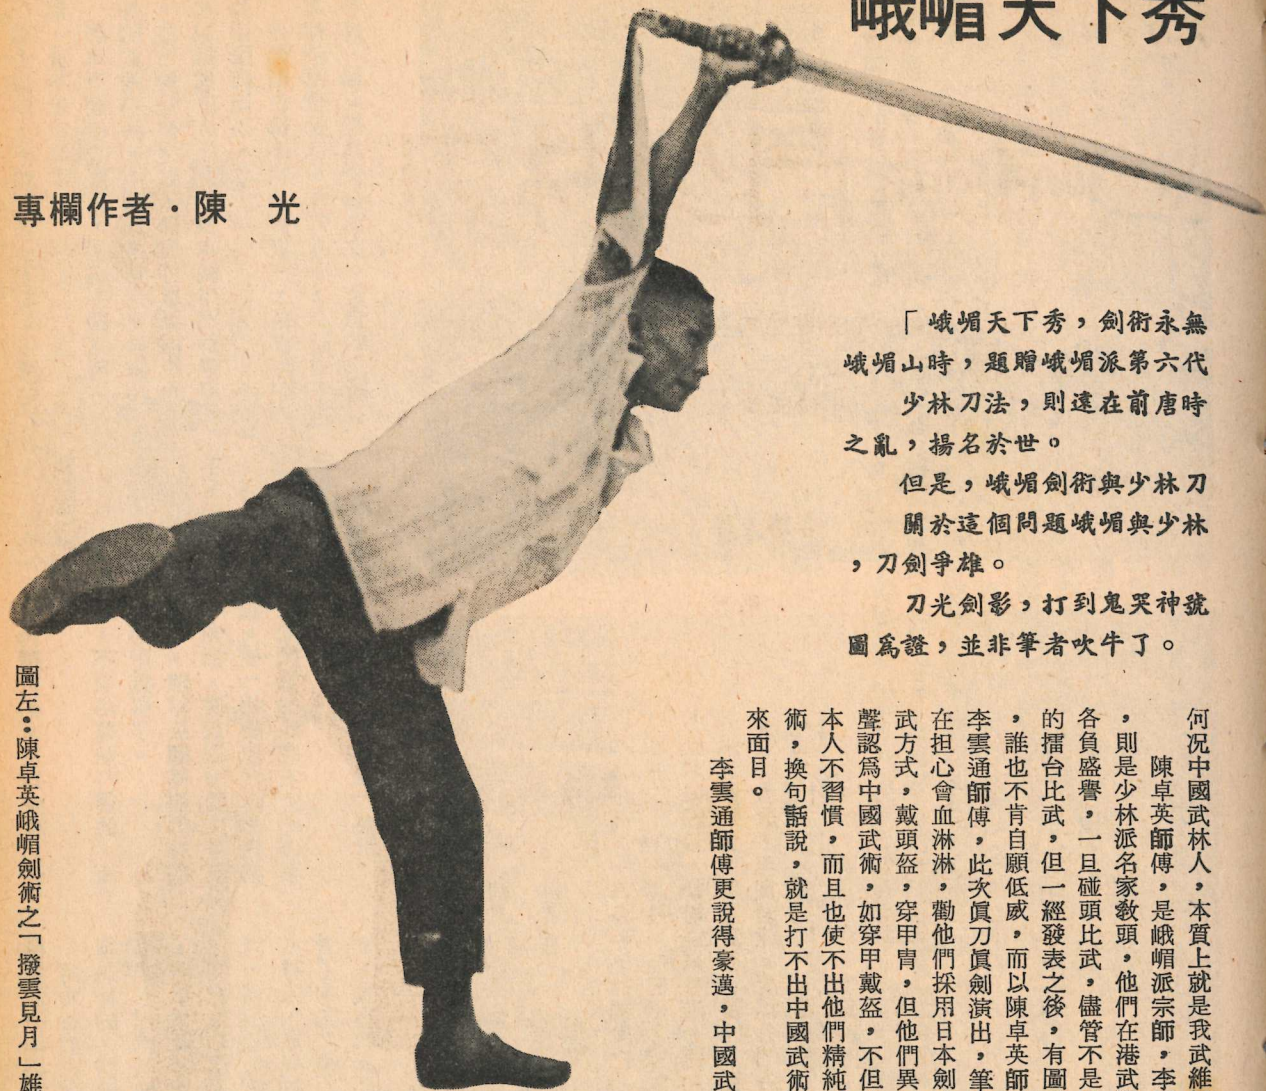 峨嵋天下秀
專欄作者·陳 光
「峨嵋天下秀，劍術永無
峨嵋山時，題贈峨嵋派第六代
少林刀法，則遠在前唐時
之亂，揚名於世。
但是，峨嵋劍術與少林刀
關於這個問題峨嵋與少林
，刀劍爭雄。
刀光劍影，打到鬼哭神號
圖爲證，並非筆者吹牛了。
何况中國武林人，本質上就是我武維
陳卓英師傅，是峨嵋派宗師，李
，則是少林派名家敎頭，他們在港武
各負盛譽，一旦碰頭比武，儘管不是
的擂台比武，但一經發表之後，有圖
，誰也不肯自願低威，而以陳卓英師
李雲通師傅，此次眞刀眞劍演出，筆
在担心會血淋淋，勸他們採用日本劍
武方式，戴頭盔，穿甲冑，但他們異
聲認爲中國武術，如穿甲戴盔，不但
本人不習慣，而且也使不出他們精純
術，換句話說，就是打不出中國武術
來面目。
李雲通師傅更說得豪邁，中國武
圖左：陳卓英峨嵋劍術之「撥雲見月」雄